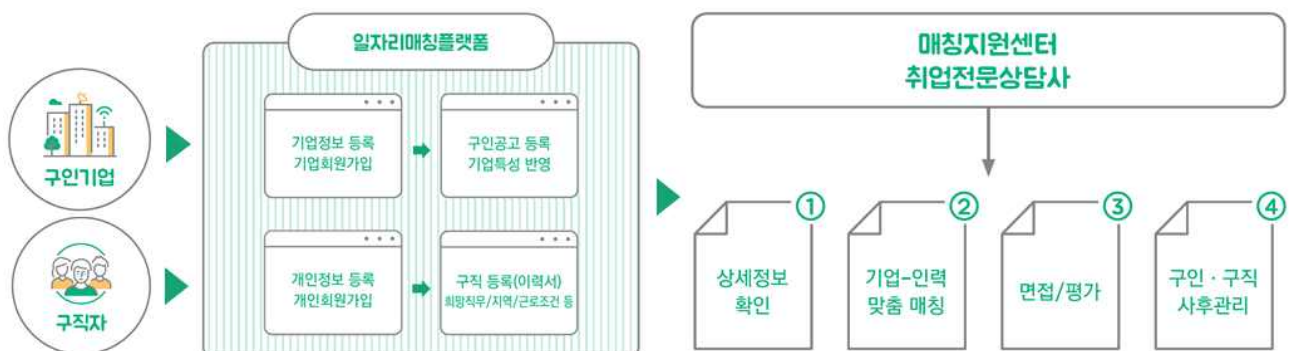 일자리매칭플랫폼
구인기업
기업정보 등록
기업회원가입
구인공고 등록
기업특성 반영
구직자
개인정보 등록
개인회원가입
구직 등록(이력서)
희망직무/지역/근로조건 등
매칭지원센터
취업전문상담사
①
상세정보
확인
②
기업-인력
맞춤 매칭
③
면접/평가
④
구인 · 구직
사후관리